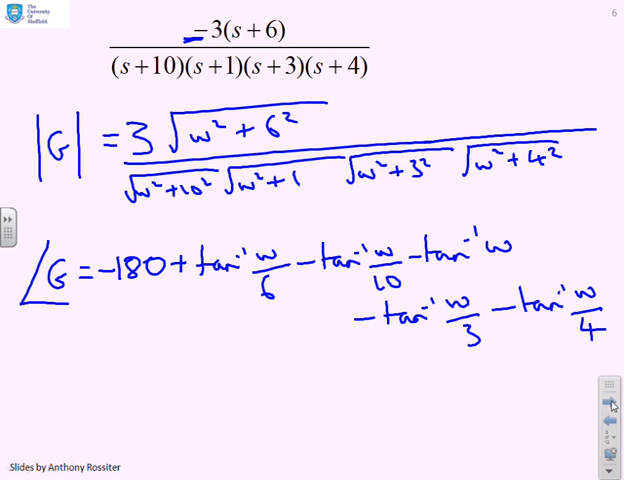 The
University
Of
Sheffield.
6
-3(s+6)
(s+10)(s+1)(s+3)(s+4)
|G| = 3 √w²+6²
√w²+10² √w²+1 √w²+3² √w²+4²
∠G = -180 + tan⁻¹ w/6 - tan⁻¹ w/10 - tan⁻¹ w
- tan⁻¹ w/3 - tan⁻¹ w/4
Slides by Anthony Rossiter